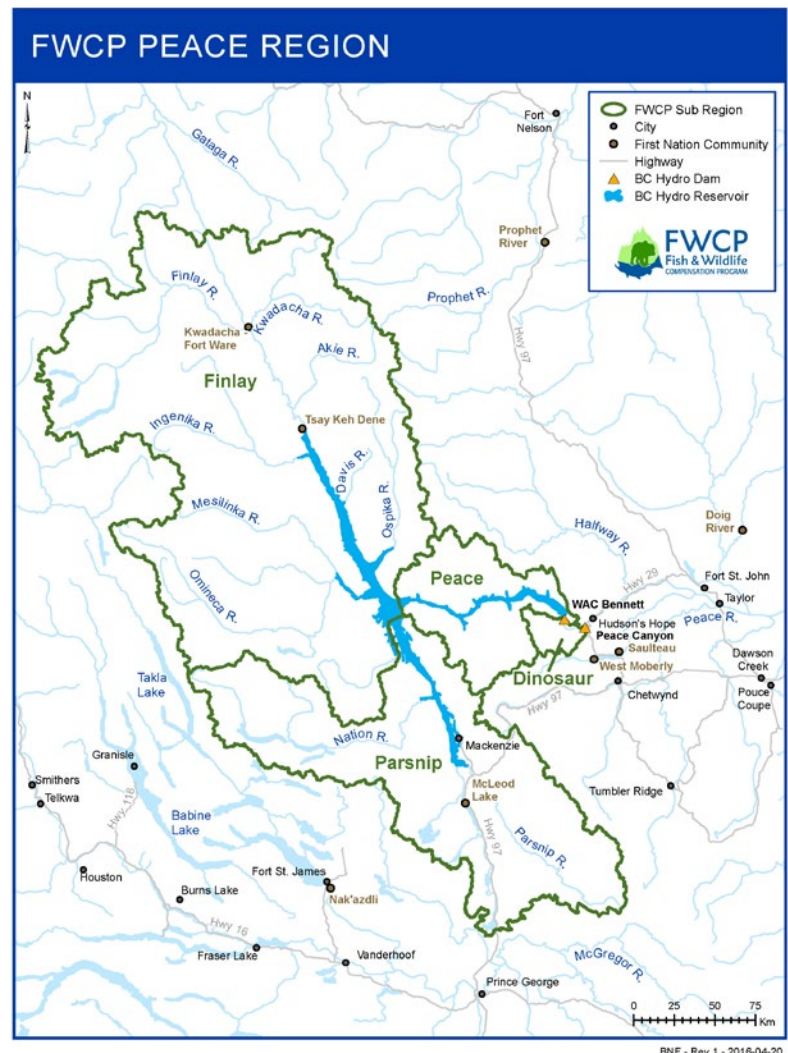 FWCP PEACE REGION
N
FWCP Sub Region
City
First Nation Community
Highway
BC Hydro Dam
BC Hydro Reservoir
FWCP
Fish & Wildlife
COMPENSATION PROGRAM
Fort
Nelson
Gataga R.
Prophet
River
Finlay R.
Prophet R.
Kwadacha R.
Kwadacha -
Fort Ware
Hwy 97
Akie R.
Finlay
Tsay Keh Dene
Ingenika R.
Davis R.
Mesilinka R.
Ospika R.
Doig
River
Halfway R.
Omineca R.
Peace
Hwy 29
Fort St. John
WAC Bennett
Taylor
Hudson's Hope
Peace R.
Peace Canyon
Saulteau
West Moberly
Dawson
Creek
Dinosaur
Takla
Lake
Chetwynd
Pouce
Coupe
Hwy 97
Nation R.
Mackenzie
Granisle
Parsnip
Smithers
McLeod
Lake
Tumbler Ridge
Telkwa
Hwy 118
Babine
Lake
Parsnip R.
Hwy 97
Houston
Fort St. James
Burns Lake
Nak'azdli
Hwy 16
Fraser Lake
Vanderhoof
McGregor R.
Prince George
0 25 50 75
Km
BNF - Rev 1 - 2016-04-20